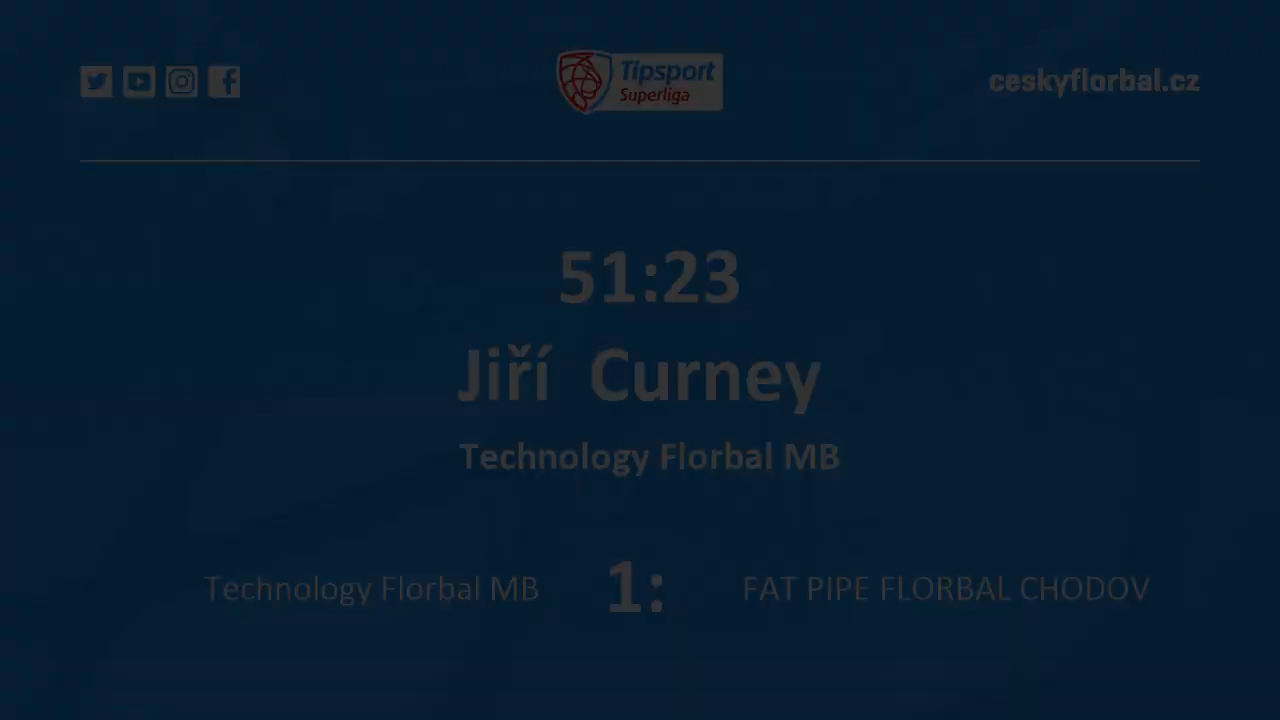 Tipsport
Superliga
ceskyflorbal.cz
51:23
Jiří Curney
Technology Florbal MB
Technology Florbal MB 1: FAT PIPE FLORBAL CHODOV